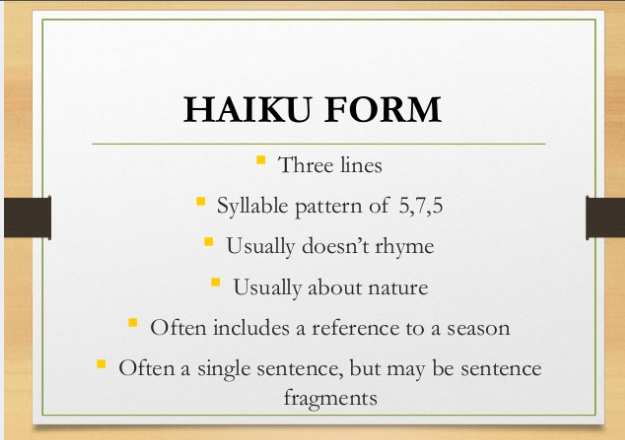 HAIKU FORM
Three lines
Syllable pattern of 5,7,5
Usually doesn’t rhyme
Usually about nature
Often includes a reference to a season
Often a single sentence, but may be sentence
fragments